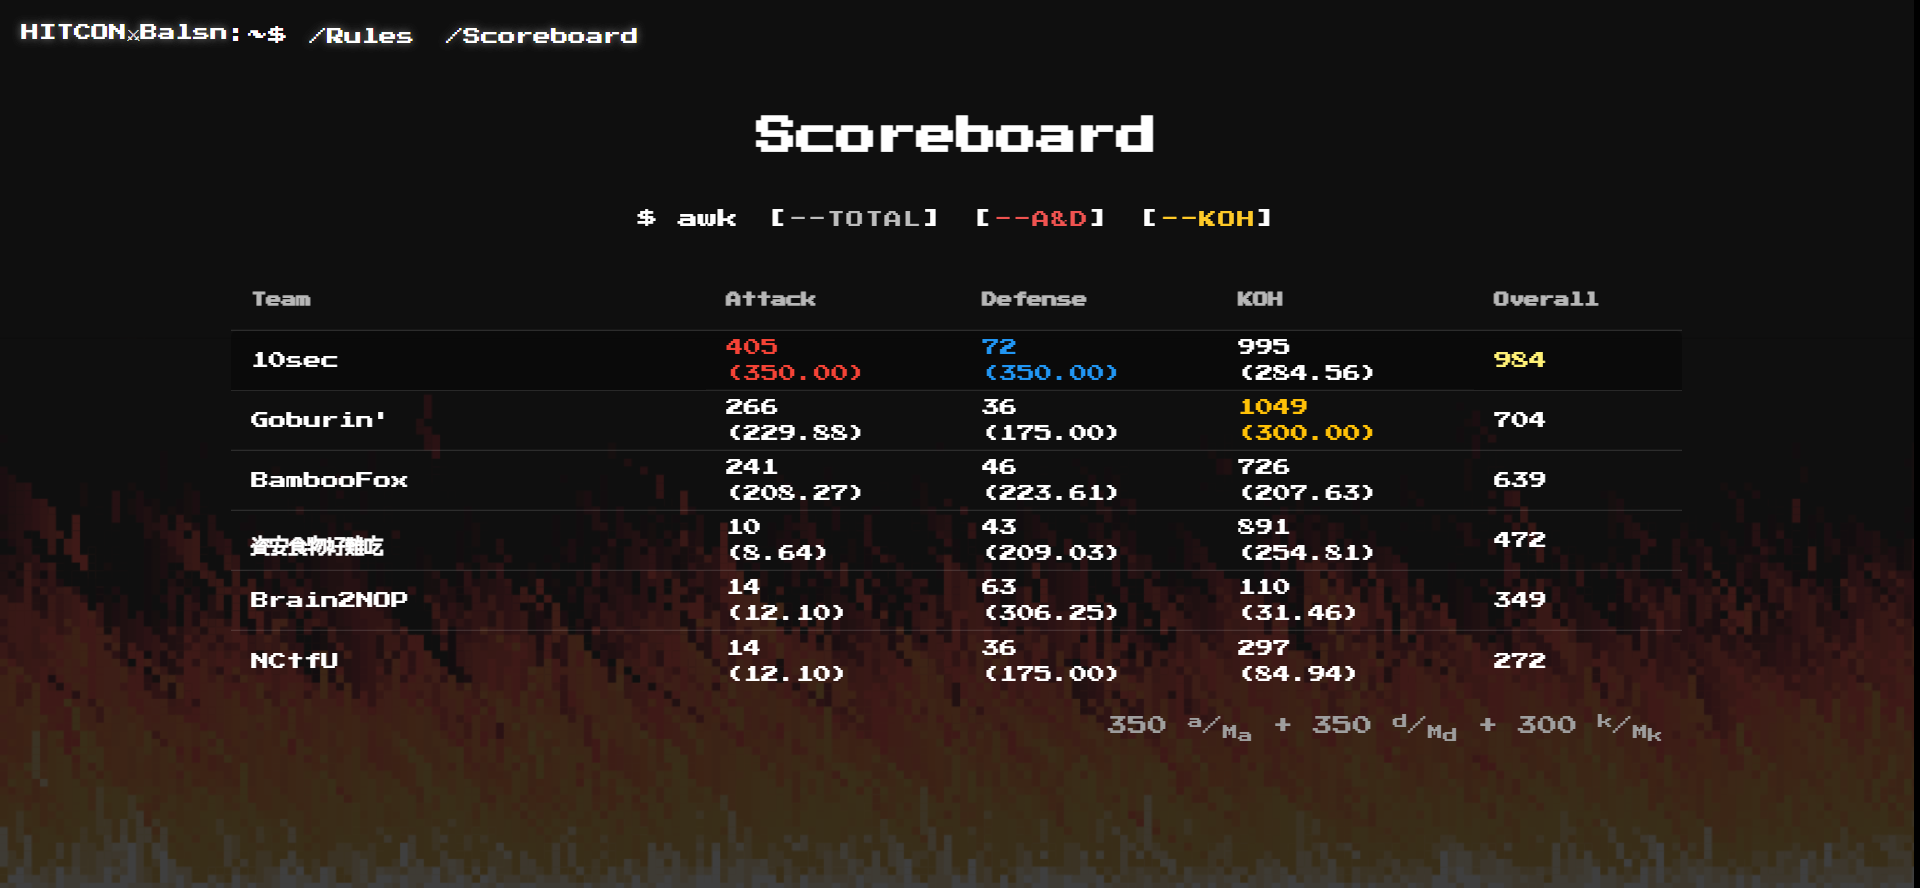 HITCON⚔Balsn:~$ /Rules /Scoreboard
Scoreboard
$ awk [--TOTAL] [--A&D] [--KOH]
Team Attack Defense KOH Overall
10sec 405 (350.00) 72 (350.00) 995 (284.56) 984
Goburin' 266 (229.88) 36 (175.00) 1049 (300.00) 704
BambooFox 241 (208.27) 46 (223.61) 726 (207.63) 639
資安食物好難吃 10 (8.64) 43 (209.03) 891 (254.81) 472
Brain2NOP 14 (12.10) 63 (306.25) 110 (31.46) 349
NCtfU 14 (12.10) 36 (175.00) 297 (84.94) 272
350 a/Ma + 350 d/Md + 300 k/Mk